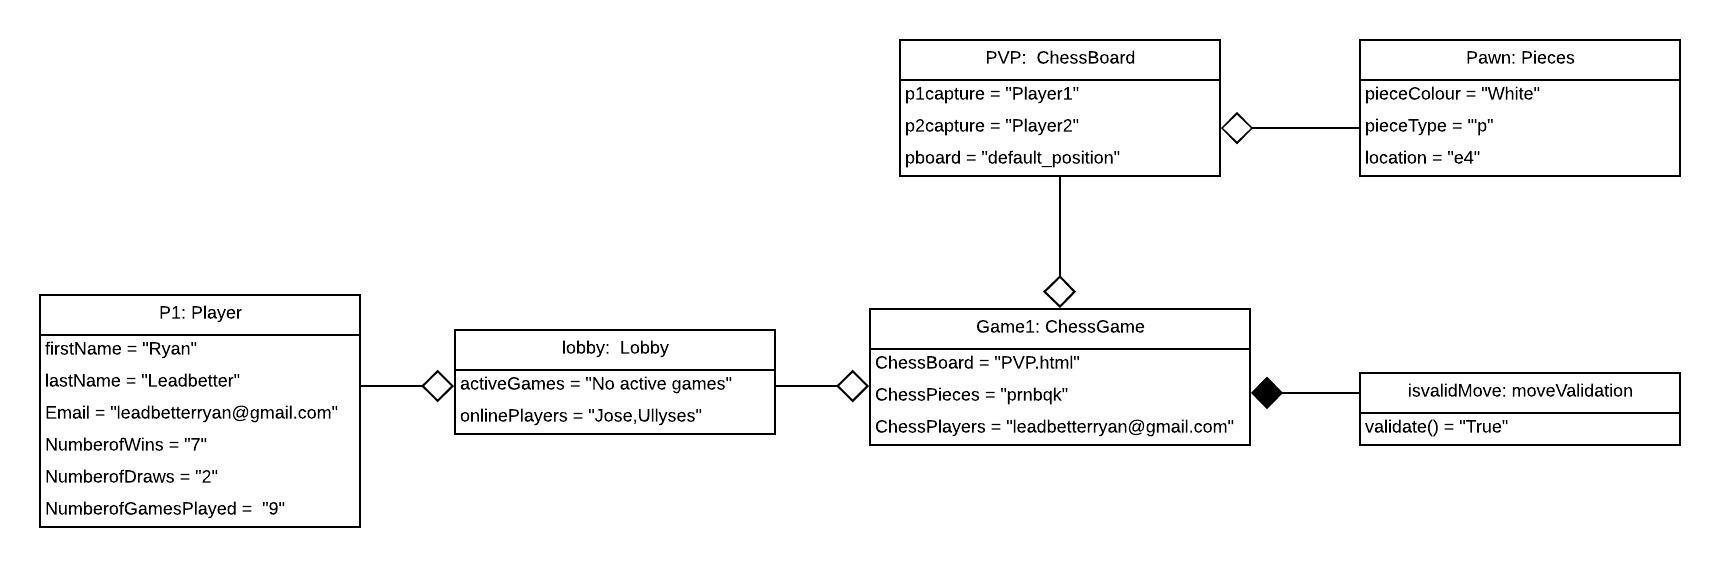 PVP:  ChessBoard
p1capture = "Player1"
p2capture = "Player2"
pboard = "default_position"
Pawn: Pieces
pieceColour = "White"
pieceType = "'p"
location = "e4"
P1: Player
firstName = "Ryan"
lastName = "Leadbetter"
Email = "leadbetterryan@gmail.com"
NumberofWins = "7"
NumberofDraws = "2"
NumberofGamesPlayed =  "9"
lobby:  Lobby
activeGames = "No active games"
onlinePlayers = "Jose,Ullyses"
Game1: ChessGame
ChessBoard = "PVP.html"
ChessPieces = "prnbqk"
ChessPlayers = "leadbetterryan@gmail.com"
isvalidMove: moveValidation
validate() = "True"